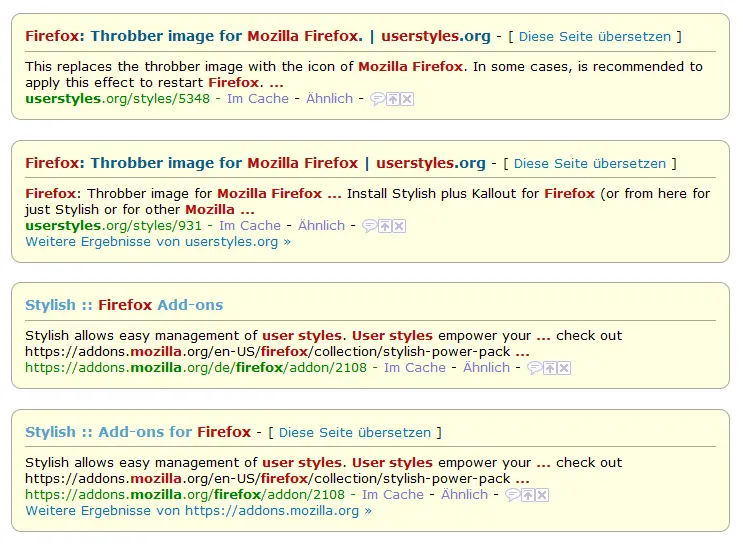 Firefox: Throbber image for Mozilla Firefox. | userstyles.org - [ Diese Seite übersetzen ]
This replaces the throbber image with the icon of Mozilla Firefox. In some cases, is recommended to
apply this effect to restart Firefox. ...
userstyles.org/styles/5348 - Im Cache - Ähnlich -
Firefox: Throbber image for Mozilla Firefox | userstyles.org - [ Diese Seite übersetzen ]
Firefox: Throbber image for Mozilla Firefox ... Install Stylish plus Kallout for Firefox (or from here for
just Stylish or for other Mozilla ...
userstyles.org/styles/931 - Im Cache - Ähnlich -
Weitere Ergebnisse von userstyles.org »
Stylish :: Firefox Add-ons
Stylish allows easy management of user styles. User styles empower your ... check out
https://addons.mozilla.org/en-US/firefox/collection/stylish-power-pack ...
https://addons.mozilla.org/de/firefox/addon/2108 - Im Cache - Ähnlich -
Stylish :: Add-ons for Firefox - [ Diese Seite übersetzen ]
Stylish allows easy management of user styles. User styles empower your ... check out
https://addons.mozilla.org/en-US/firefox/collection/stylish-power-pack ...
https://addons.mozilla.org/firefox/addon/2108 - Im Cache - Ähnlich -
Weitere Ergebnisse von https://addons.mozilla.org »